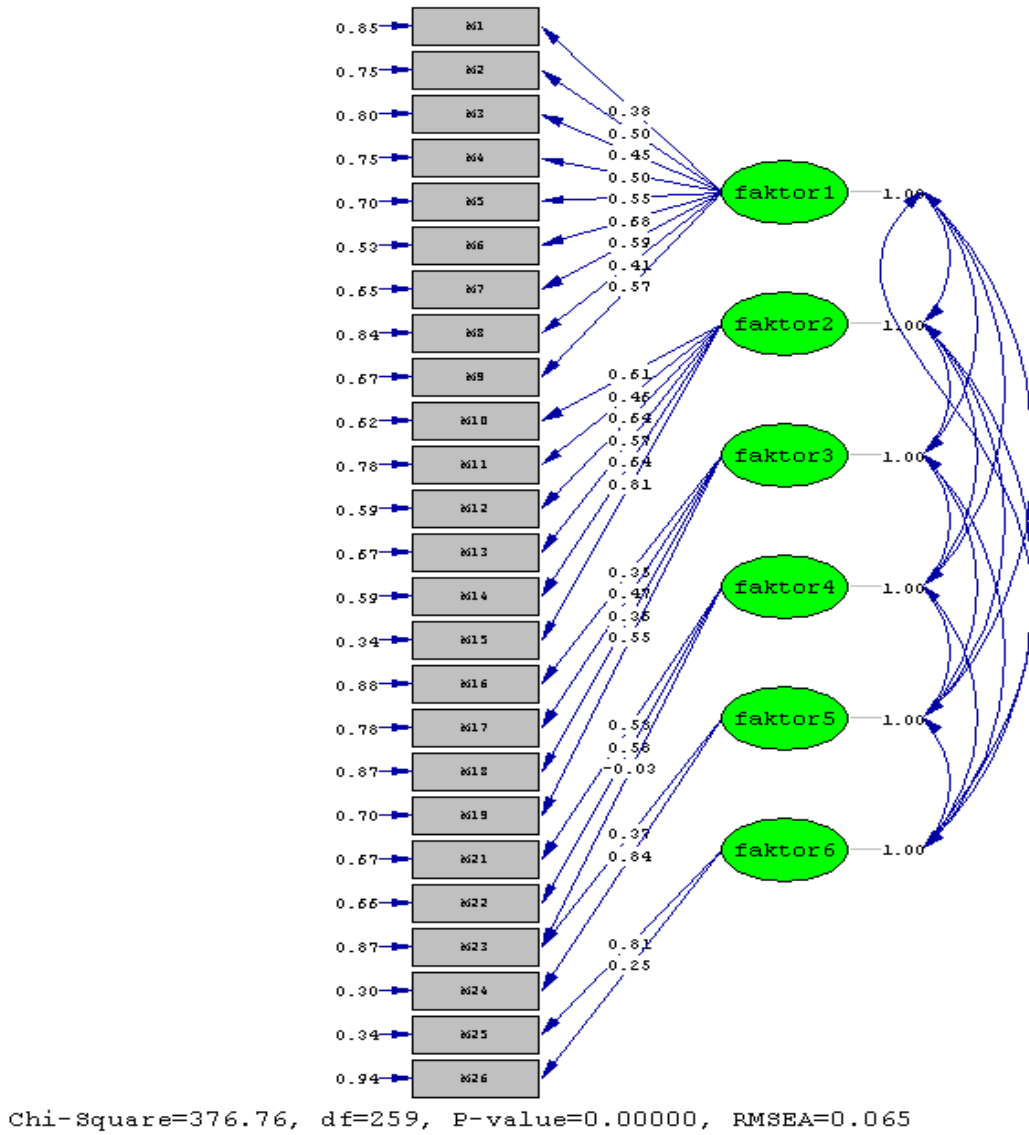 0.85 M1
0.75 M2
0.80 M3
0.38
0.50
0.45
0.75 M4
0.50
0.70 M5
0.55
faktor1 1.00
0.68
0.53 M6
0.59
0.41
0.65 M7
0.57
0.84 M8
faktor2 1.00
0.67 M9
0.61
0.46
0.62 M10
0.64
0.57
0.78 M11
0.64
faktor3 1.00
0.81
0.59 M12
0.67 M13
0.35
0.59 M14
0.47
faktor4 1.00
0.36
0.34 M15
0.55
0.88 M16
0.78 M17
0.58
faktor5 1.00
0.58
0.87 M18
-0.03
0.70 M19
0.37
0.67 M21
0.84
faktor6 1.00
0.66 M22
0.87 M23
0.81
0.25
0.30 M24
0.34 M25
0.94 M26
Chi-Square=376.76, df=259, P-value=0.00000, RMSEA=0.065